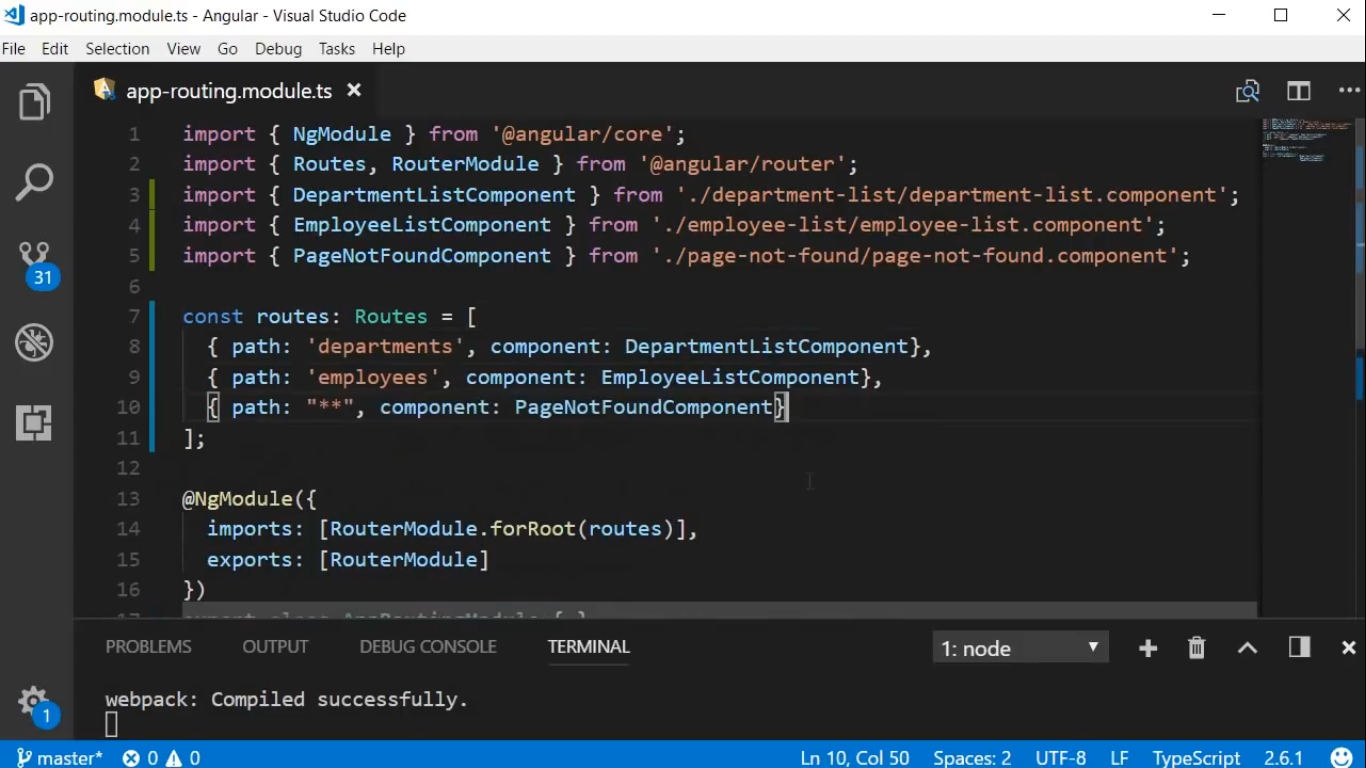 app-routing.module.ts - Angular - Visual Studio Code
File Edit Selection View Go Debug Tasks Help
app-routing.module.ts
1 import { NgModule } from '@angular/core';
2 import { Routes, RouterModule } from '@angular/router';
3 import { DepartmentListComponent } from './department-list/department-list.component';
4 import { EmployeeListComponent } from './employee-list/employee-list.component';
5 import { PageNotFoundComponent } from './page-not-found/page-not-found.component';
6
7 const routes: Routes = [
8 { path: 'departments', component: DepartmentListComponent},
9 { path: 'employees', component: EmployeeListComponent},
10 { path: "**", component: PageNotFoundComponent}
11 ];
12
13 @NgModule({
14 imports: [RouterModule.forRoot(routes)],
15 exports: [RouterModule]
16 })
17 export class AppRoutingModule { }
31
1
PROBLEMS OUTPUT DEBUG CONSOLE TERMINAL 1: node
webpack: Compiled successfully.
master* 0 0 Ln 10, Col 50 Spaces: 2 UTF-8 LF TypeScript 2.6.1